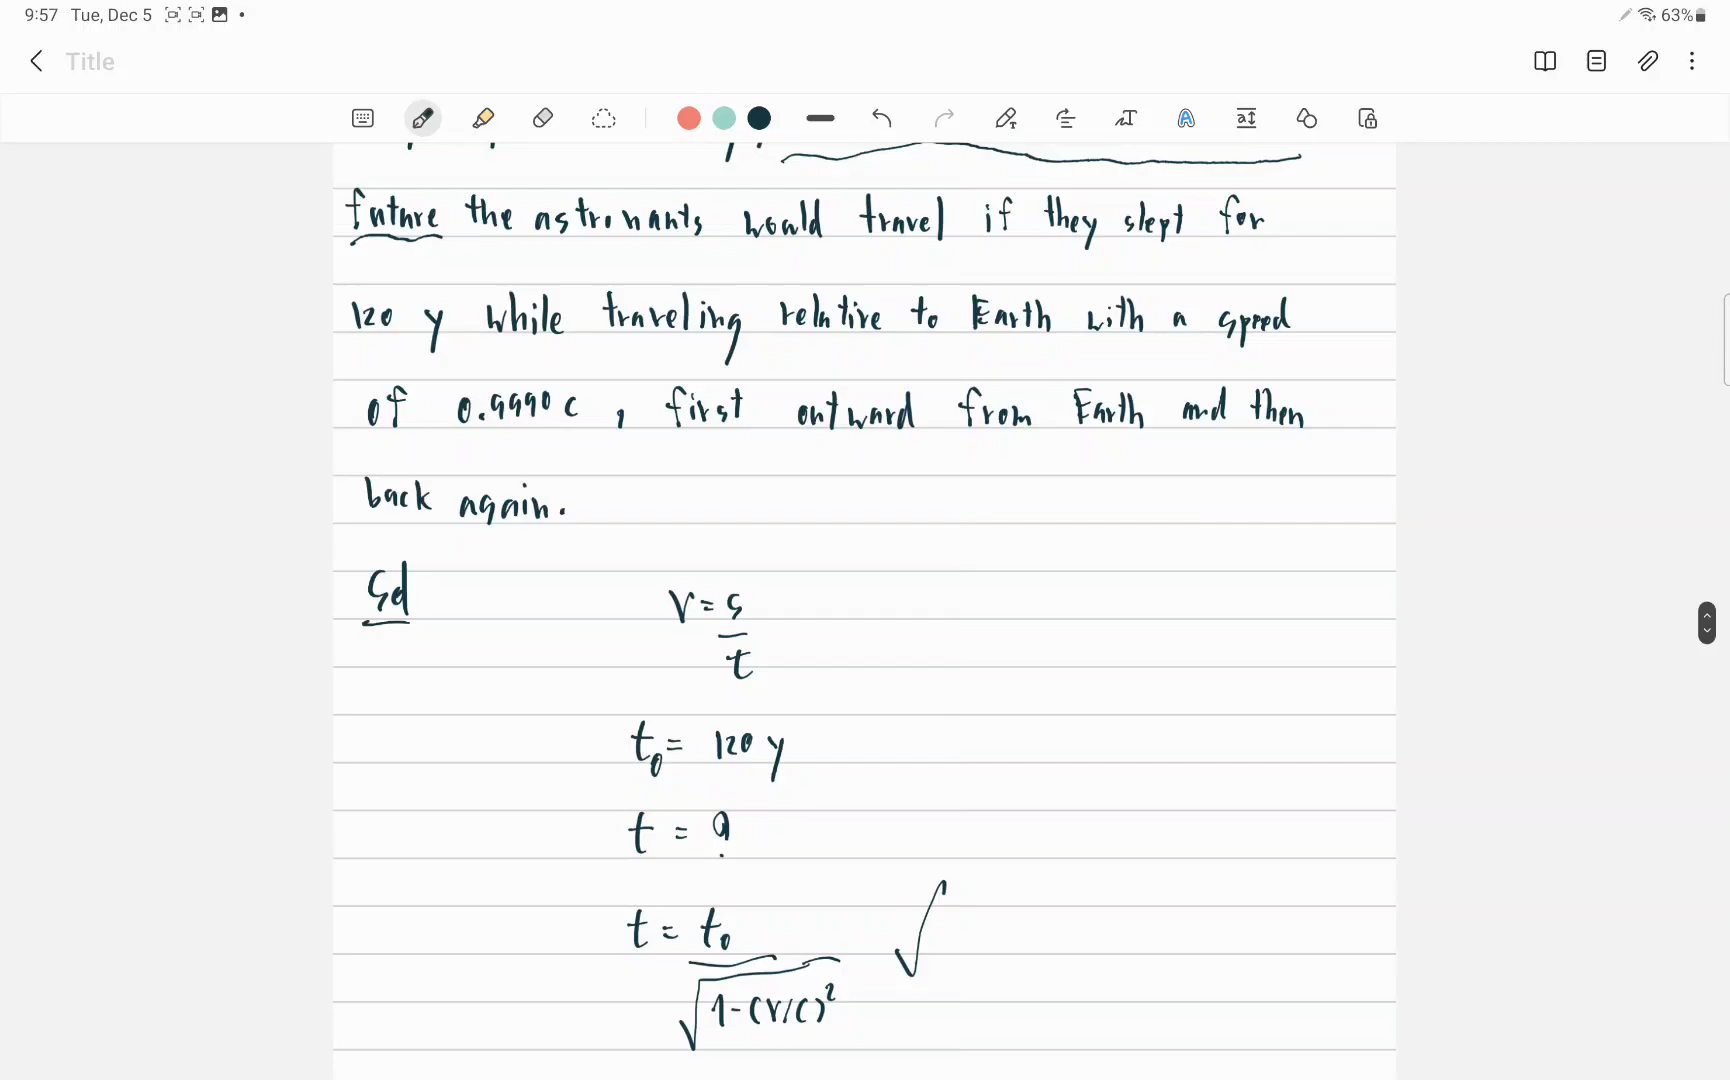 9:57 Tue, Dec 5
63%
Title
future the astronants would travel if they slept for
120 y while traveling relative to Earth with a speed
of 0.9990 c , first outward from Earth and then
back again.
Sol
V = s
t
t₀ = 120 y
t = ?
t = t₀ √
√1-(V/C)²